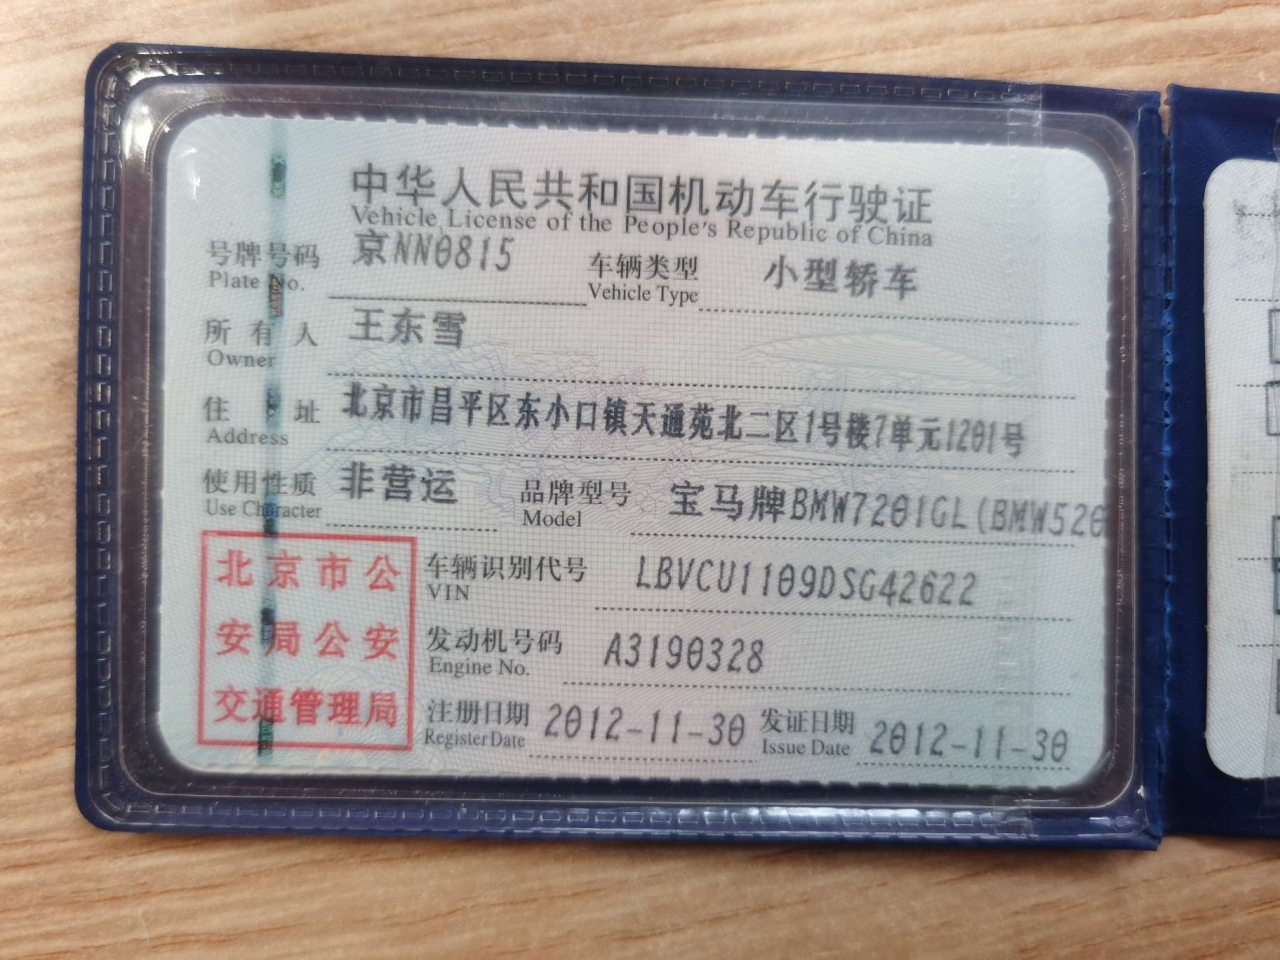 中华人民共和国机动车行驶证
Vehicle License of the People's Republic of China
号牌号码 京NN0815 车辆类型 小型轿车
Plate No. Vehicle Type
所有人 王东雪
Owner
住址 北京市昌平区东小口镇天通苑北二区1号楼7单元1201号
Address
使用性质 非营运 品牌型号 宝马牌BMW7201GL(BMW520
Use Character Model
北京市公
安局公安
交通管理局
车辆识别代号 LBVCU1109DSG42622
VIN
发动机号码 A3190328
Engine No.
注册日期 2012-11-30 发证日期 2012-11-30
Register Date Issue Date